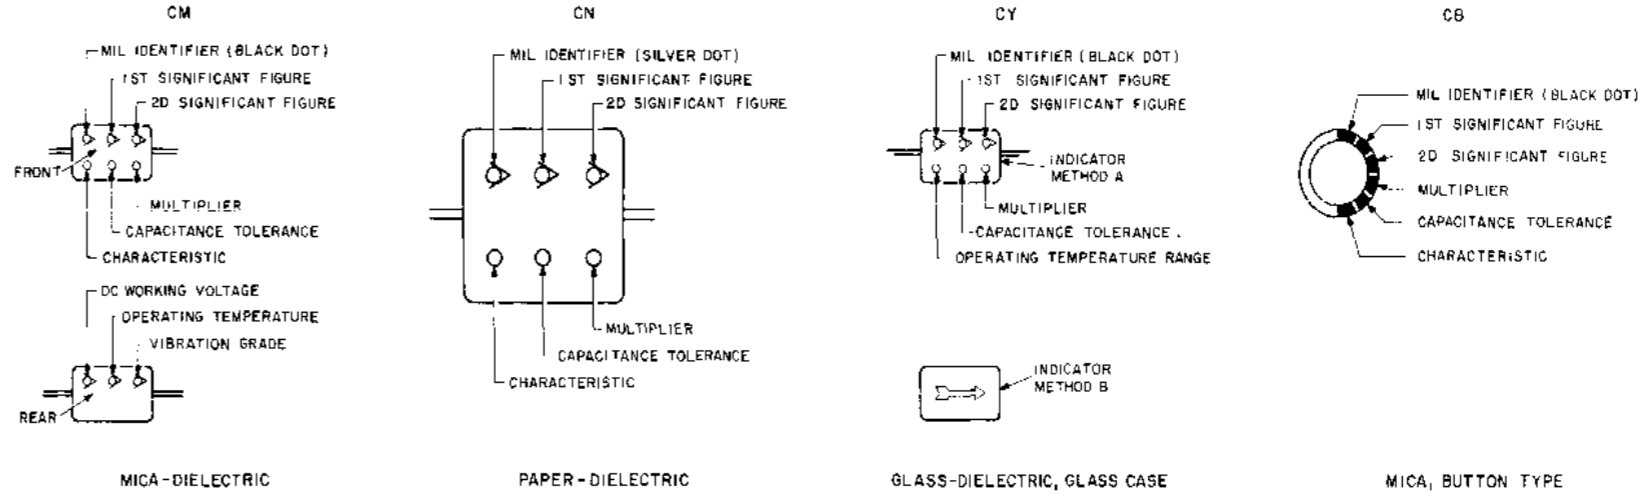 CM
MIL IDENTIFIER (BLACK DOT)
1ST SIGNIFICANT FIGURE
2D SIGNIFICANT FIGURE
FRONT
MULTIPLIER
CAPACITANCE TOLERANCE
CHARACTERISTIC
DC WORKING VOLTAGE
OPERATING TEMPERATURE
VIBRATION GRADE
REAR
MICA-DIELECTRIC
CN
MIL IDENTIFIER (SILVER DOT)
1ST SIGNIFICANT FIGURE
2D SIGNIFICANT FIGURE
MULTIPLIER
CAPACITANCE TOLERANCE
CHARACTERISTIC
PAPER-DIELECTRIC
CY
MIL IDENTIFIER (BLACK DOT)
1ST SIGNIFICANT FIGURE
2D SIGNIFICANT FIGURE
INDICATOR
METHOD A
MULTIPLIER
CAPACITANCE TOLERANCE.
OPERATING TEMPERATURE RANGE
INDICATOR
METHOD B
GLASS-DIELECTRIC, GLASS CASE
CB
MIL IDENTIFIER (BLACK DOT)
1ST SIGNIFICANT FIGURE
2D SIGNIFICANT FIGURE
MULTIPLIER
CAPACITANCE TOLERANCE
CHARACTERISTIC
MICA, BUTTON TYPE